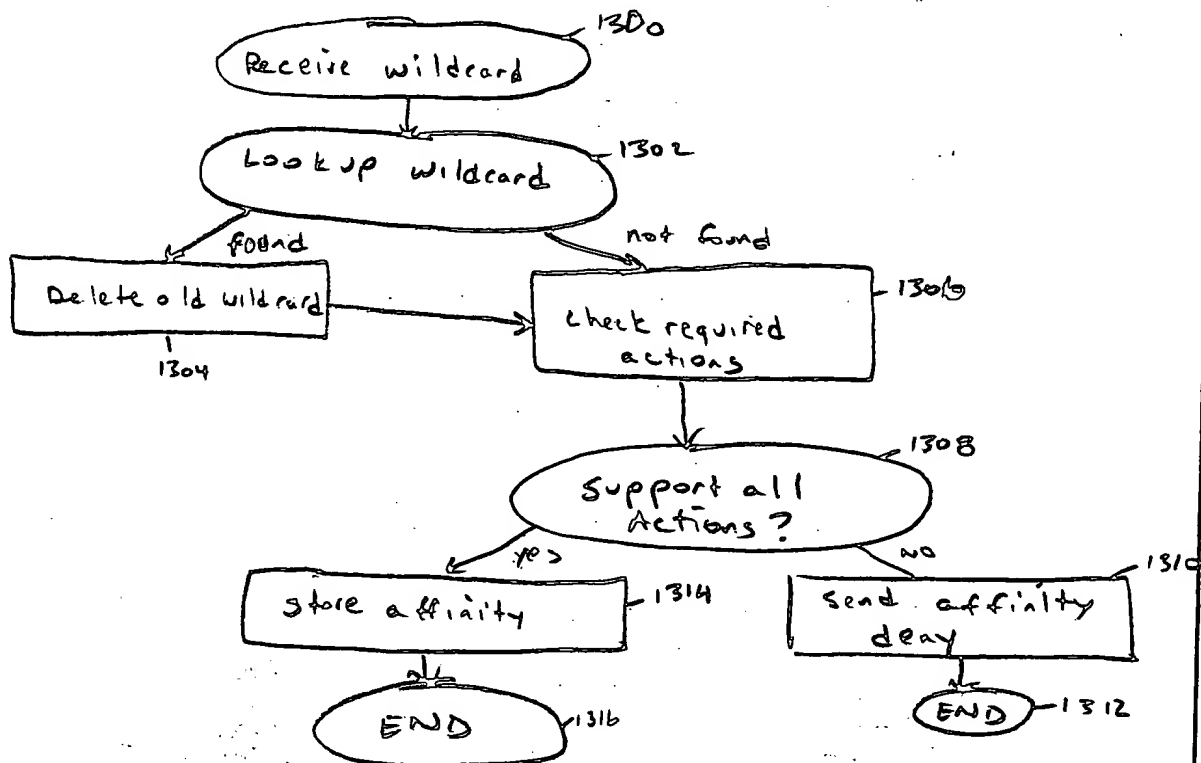 1300
Receive wildcard
1302
Lookup wildcard
found
not found
Delete old wildcard
1304
1306
check required
actions
1308
Support all
Actions?
yes
NO
1314
store affinity
1310
Send affinity
deny
END
1316
END
1312